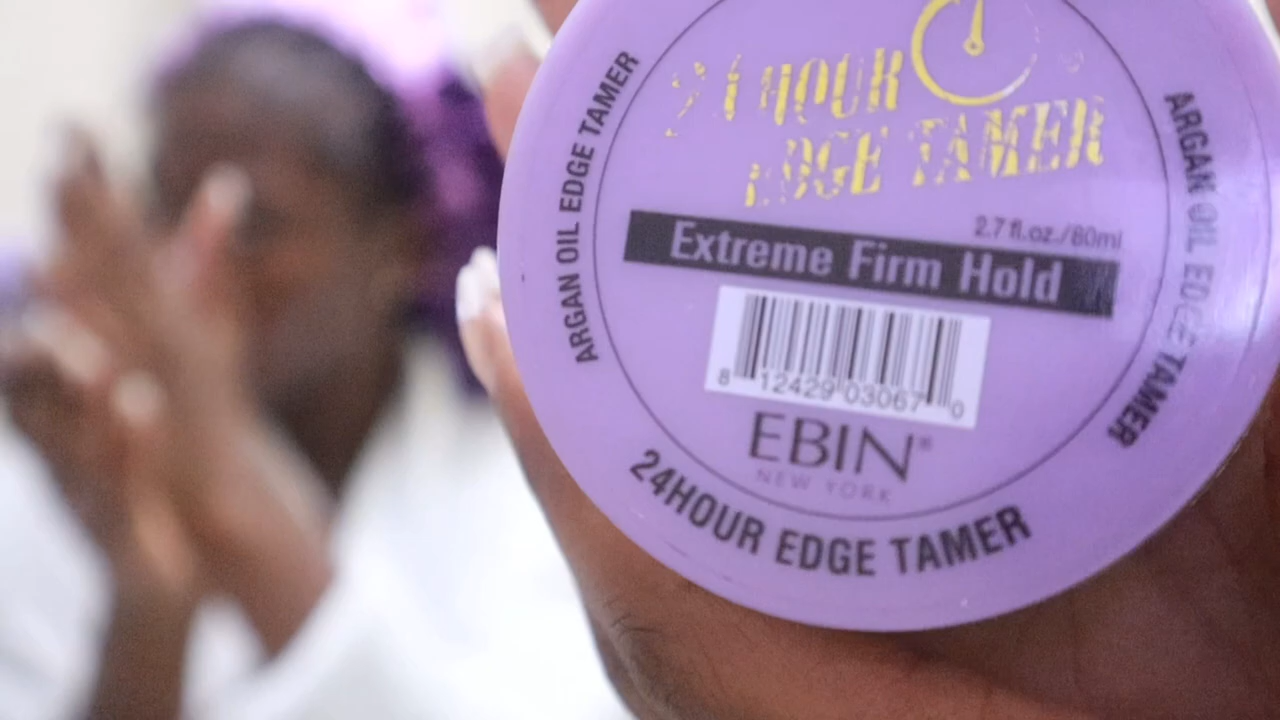 24 HOUR
EDGE TAMER
2.7 fl.oz./80ml
Extreme Firm Hold
8 12429 03067 0
EBIN®
NEW YORK
ARGAN OIL EDGE TAMER
ARGAN OIL EDGE TAMER
24HOUR EDGE TAMER